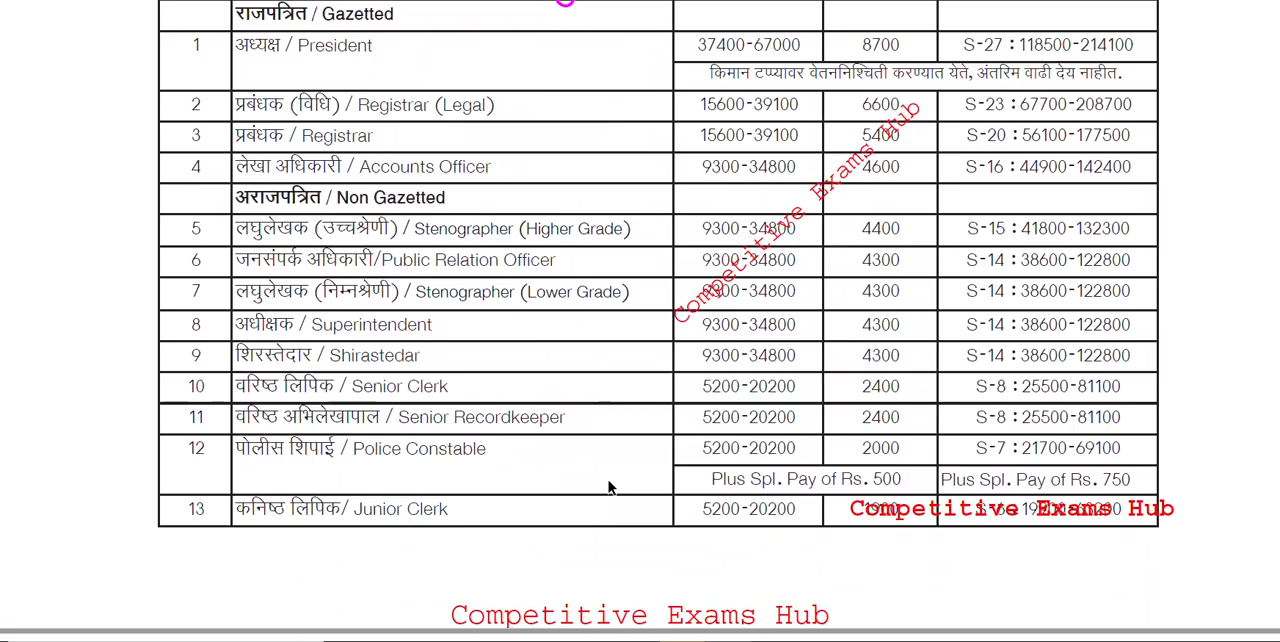 राजपत्रित / Gazetted
1 अध्यक्ष / President 37400-67000 8700 S-27 : 118500-214100
किमान टप्प्यावर वेतननिश्चिती करण्यात येते, अंतरिम वाढी देय नाहीत.
2 प्रबंधक (विधि) / Registrar (Legal) 15600-39100 6600 S-23 : 67700-208700
3 प्रबंधक / Registrar 15600-39100 5400 S-20 : 56100-177500
4 लेखा अधिकारी / Accounts Officer 9300-34800 4600 S-16 : 44900-142400
अराजपत्रित / Non Gazetted
5 लघुलेखक (उच्चश्रेणी) / Stenographer (Higher Grade) 9300-34800 4400 S-15 : 41800-132300
6 जनसंपर्क अधिकारी/Public Relation Officer 9300-34800 4300 S-14 : 38600-122800
7 लघुलेखक (निम्नश्रेणी) / Stenographer (Lower Grade) 9300-34800 4300 S-14 : 38600-122800
8 अधीक्षक / Superintendent 9300-34800 4300 S-14 : 38600-122800
9 शिरस्तेदार / Shirastedar 9300-34800 4300 S-14 : 38600-122800
10 वरिष्ठ लिपिक / Senior Clerk 5200-20200 2400 S-8 : 25500-81100
11 वरिष्ठ अभिलेखापाल / Senior Recordkeeper 5200-20200 2400 S-8 : 25500-81100
12 पोलीस शिपाई / Police Constable 5200-20200 2000 S-7 : 21700-69100
Plus Spl. Pay of Rs. 500 Plus Spl. Pay of Rs. 750
13 कनिष्ठ लिपिक/ Junior Clerk 5200-20200
Competitive Exams Hub
Competitive Exams Hub
Competitive Exams Hub